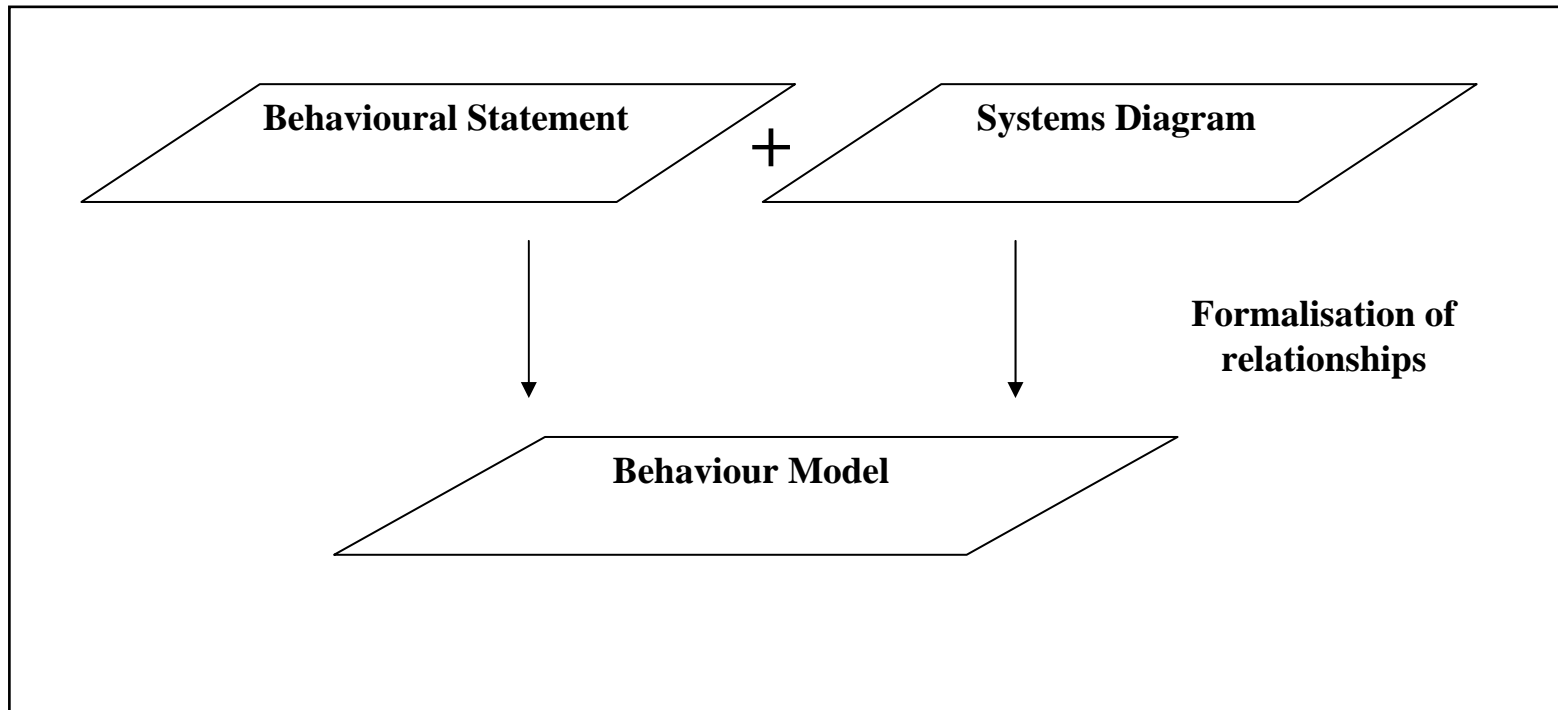 Behavioural Statement
+
Systems Diagram
Formalisation of
relationships
Behaviour Model